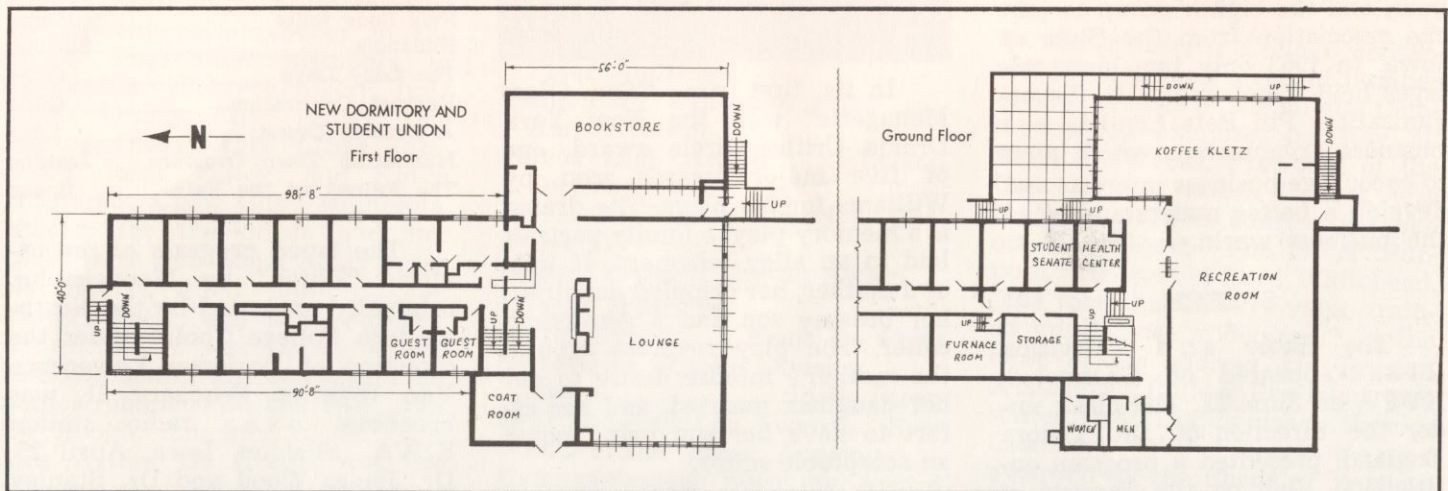 NEW DORMITORY AND
STUDENT UNION
First Floor
N
56'-0"
BOOKSTORE
DOWN
UP
98'-8"
40'-0"
UP
DOWN
GUEST
ROOM
GUEST
ROOM
UP
DOWN
LOUNGE
90'-8"
COAT
ROOM
Ground Floor
DOWN
UP
KOFFEE KLETZ
DOWN
UP
UP
UP
STUDENT
SENATE
HEALTH
CENTER
RECREATION
ROOM
UP
FURNACE
ROOM
STORAGE
UP
UP
WOMEN
MEN